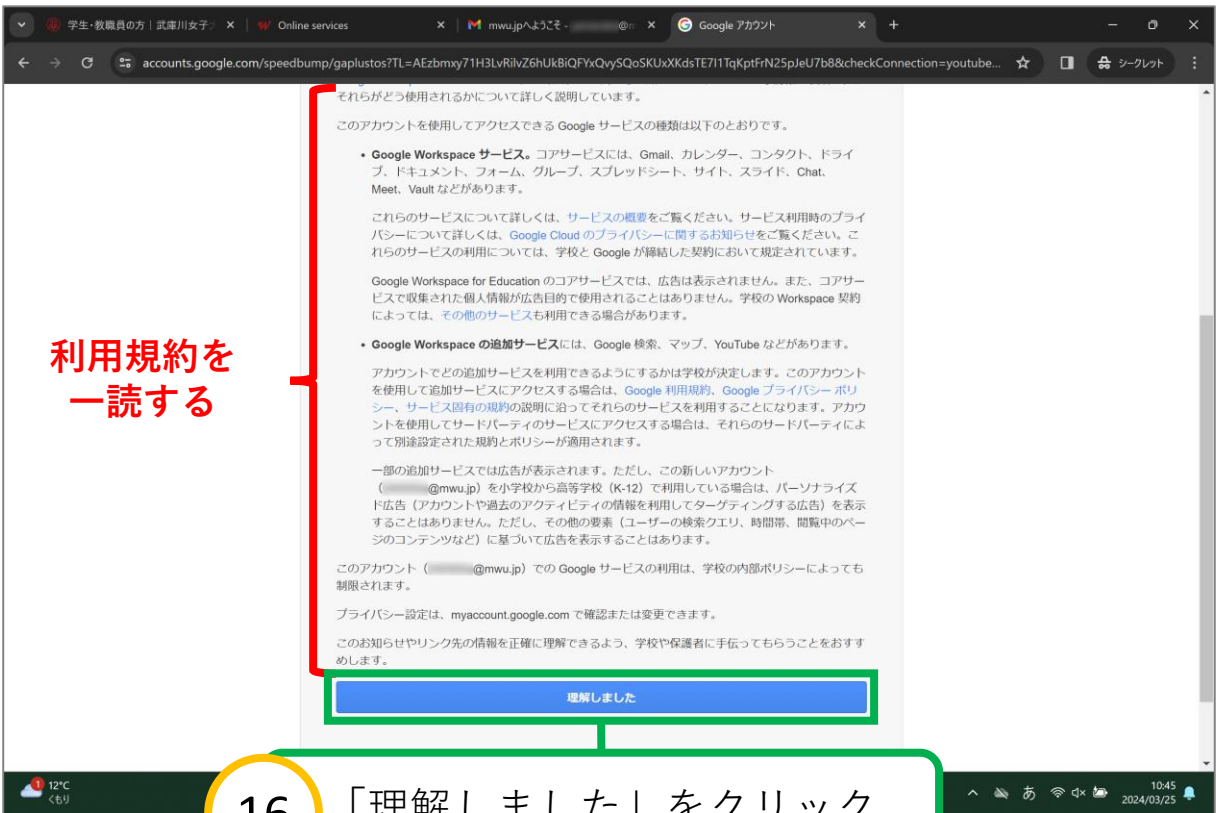 学生・教職員の方 | 武庫川女子
Online services
mwu.jpへようこそ -
Google アカウント
accounts.google.com/speedbump/gaplustos?TL=AEzbmxy71H3LvRilvZ6hUkBiQFYxQvySQoSKUxXKdsTE7I1TqKptFrN25pJeU7b8&checkConnection=youtube...
シークレット
それらがどう使用されるかについて詳しく説明しています。
このアカウントを使用してアクセスできる Google サービスの種類は以下のとおりです。
• Google Workspace サービス。コアサービスには、Gmail、カレンダー、コンタクト、ドライ
ブ、ドキュメント、フォーム、グループ、スプレッドシート、サイト、スライド、Chat、
Meet、Vault などがあります。
これらのサービスについて詳しくは、サービスの概要をご覧ください。サービス利用時のプライ
バシーについて詳しくは、Google Cloud のプライバシーに関するお知らせをご覧ください。こ
れらのサービスの利用については、学校と Google が締結した契約において規定されています。
Google Workspace for Education のコアサービスでは、広告は表示されません。また、コアサー
ビスで収集された個人情報が広告目的で使用されることはありません。学校の Workspace 契約
によっては、その他のサービスも利用できる場合があります。
• Google Workspace の追加サービスには、Google 検索、マップ、YouTube などがあります。
利用規約を
一読する
アカウントでどの追加サービスを利用できるようにするかは学校が決定します。このアカウント
を使用して追加サービスにアクセスする場合は、Google 利用規約、Google プライバシー ポリ
シー、サービス固有の規約の説明に沿ってそれらのサービスを利用することになります。アカウ
ントを使用してサードパーティのサービスにアクセスする場合は、それらのサードパーティによ
って別途設定された規約とポリシーが適用されます。
一部の追加サービスでは広告が表示されます。ただし、この新しいアカウント
（ @mwu.jp）を小学校から高等学校（K-12）で利用している場合は、パーソナライズ
ド広告（アカウントや過去のアクティビティの情報を利用してターゲティングする広告）を表示
することはありません。ただし、その他の要素（ユーザーの検索クエリ、時間帯、閲覧中のペー
ジのコンテンツなど）に基づいて広告を表示することはあります。
このアカウント（ @mwu.jp）での Google サービスの利用は、学校の内部ポリシーによっても
制限されます。
プライバシー設定は、myaccount.google.com で確認または変更できます。
このお知らせやリンク先の情報を正確に理解できるよう、学校や保護者に手伝ってもらうことをおすす
めします。
理解しました
16 「理解しました」をクリック
1
12°C
くもり
あ
10:45
2024/03/25